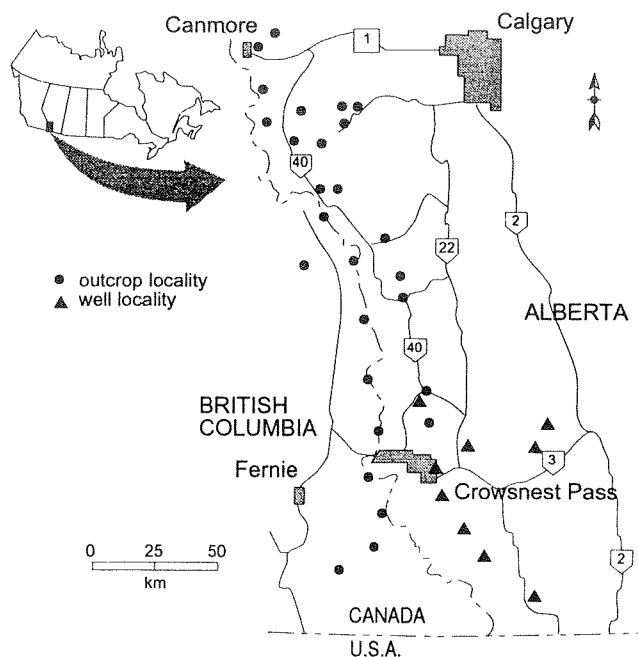 Canmore
Calgary
1
40
2
22
outcrop locality
well locality
ALBERTA
40
BRITISH
COLUMBIA
3
Fernie
Crowsnest Pass
0 25 50
km
2
CANADA
U.S.A.